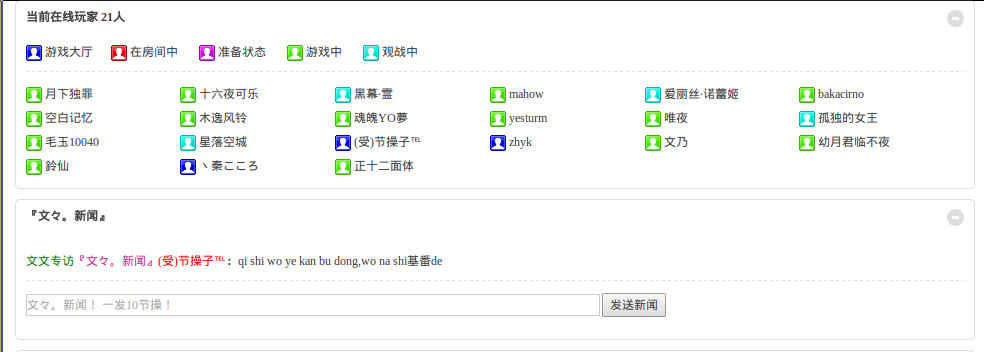 当前在线玩家 21人
游戏大厅 在房间中 准备状态 游戏中 观战中
月下独罪 十六夜可乐 黑幕·霊 mahow 爱丽丝·诺蕾姬 bakacirno
空白记忆 木逸风铃 魂魄YO夢 yesturm 唯夜 孤独的女王
毛玉10040 星落空城 (受)节操子℡ zhyk 文乃 幼月君临不夜
鈴仙 丶秦こころ 正十二面体
『文々。新闻』
文文专访『文々。新闻』(受)节操子℡： qi shi wo ye kan bu dong,wo na shi基番de
文々。新闻！ 一发10节操！ 发送新闻